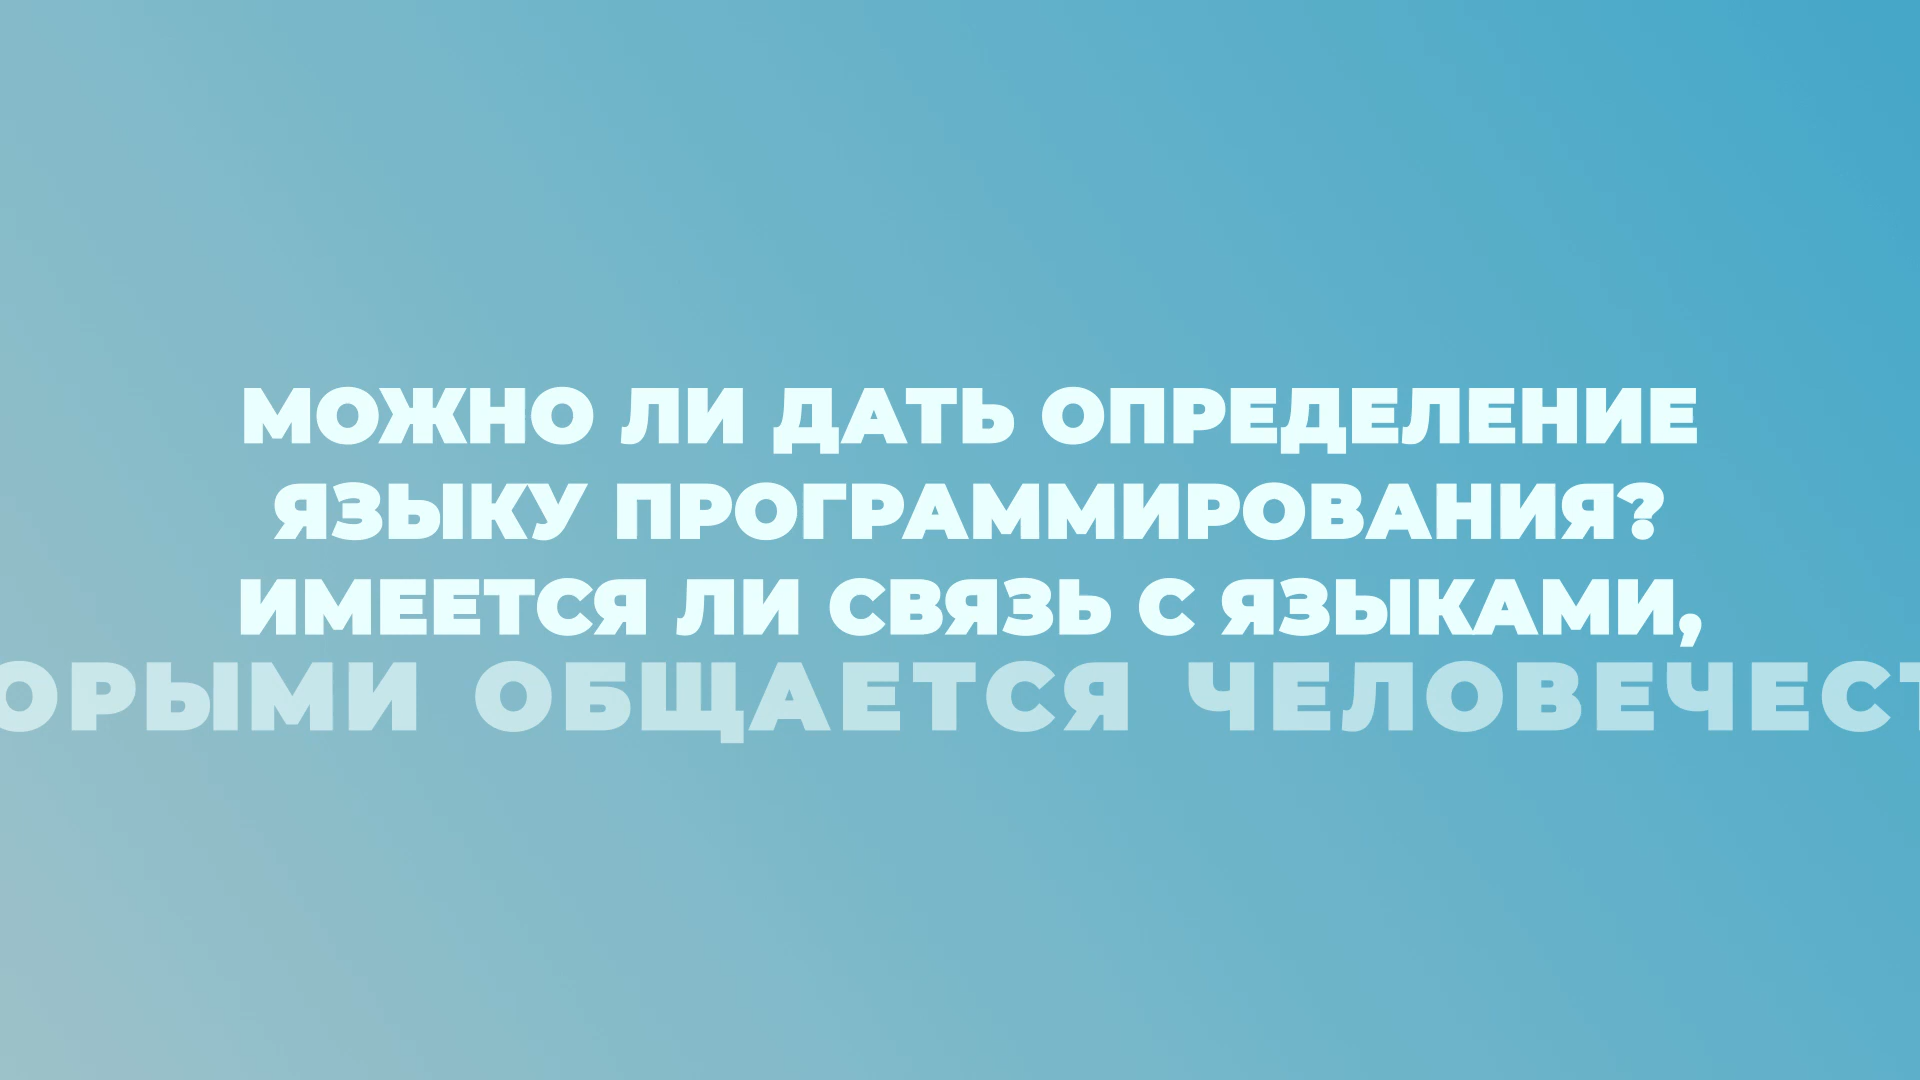 МОЖНО ЛИ ДАТЬ ОПРЕДЕЛЕНИЕ
ЯЗЫКУ ПРОГРАММИРОВАНИЯ?
ИМЕЕТСЯ ЛИ СВЯЗЬ С ЯЗЫКАМИ,
ОРЫМИ ОБЩАЕТСЯ ЧЕЛОВЕЧЕСТ